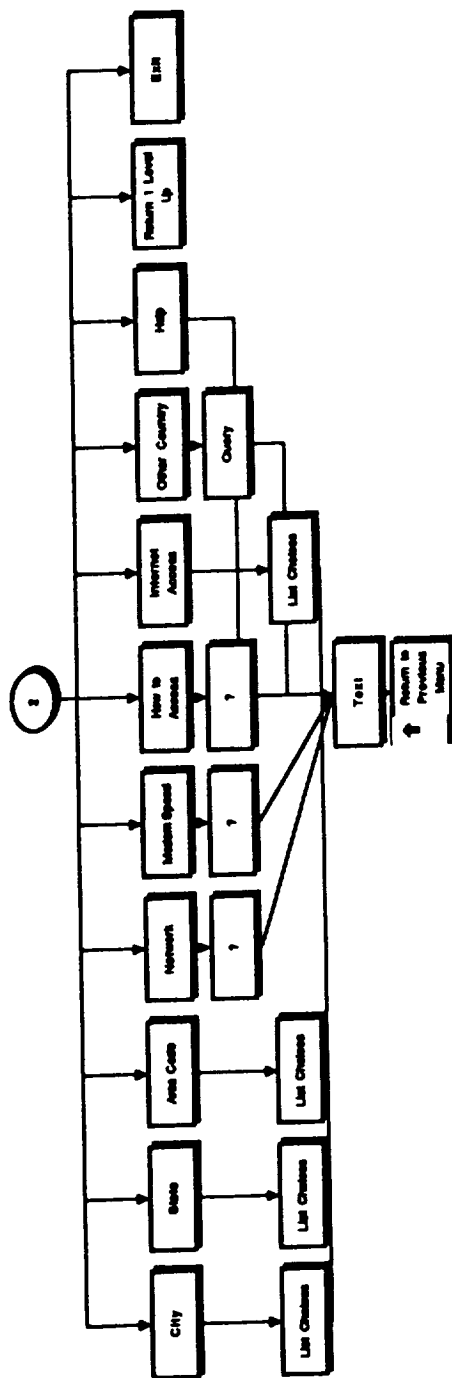 2
City
State
Area Code
Network
Modem Speed
How to
Access
Internet
Access
Other Country
Help
Return 1 Level
Up
Exit
?
?
?
Query
List Choices
List Choices
List Choices
List Choices
Text
⇧ Return to
Previous
Menu